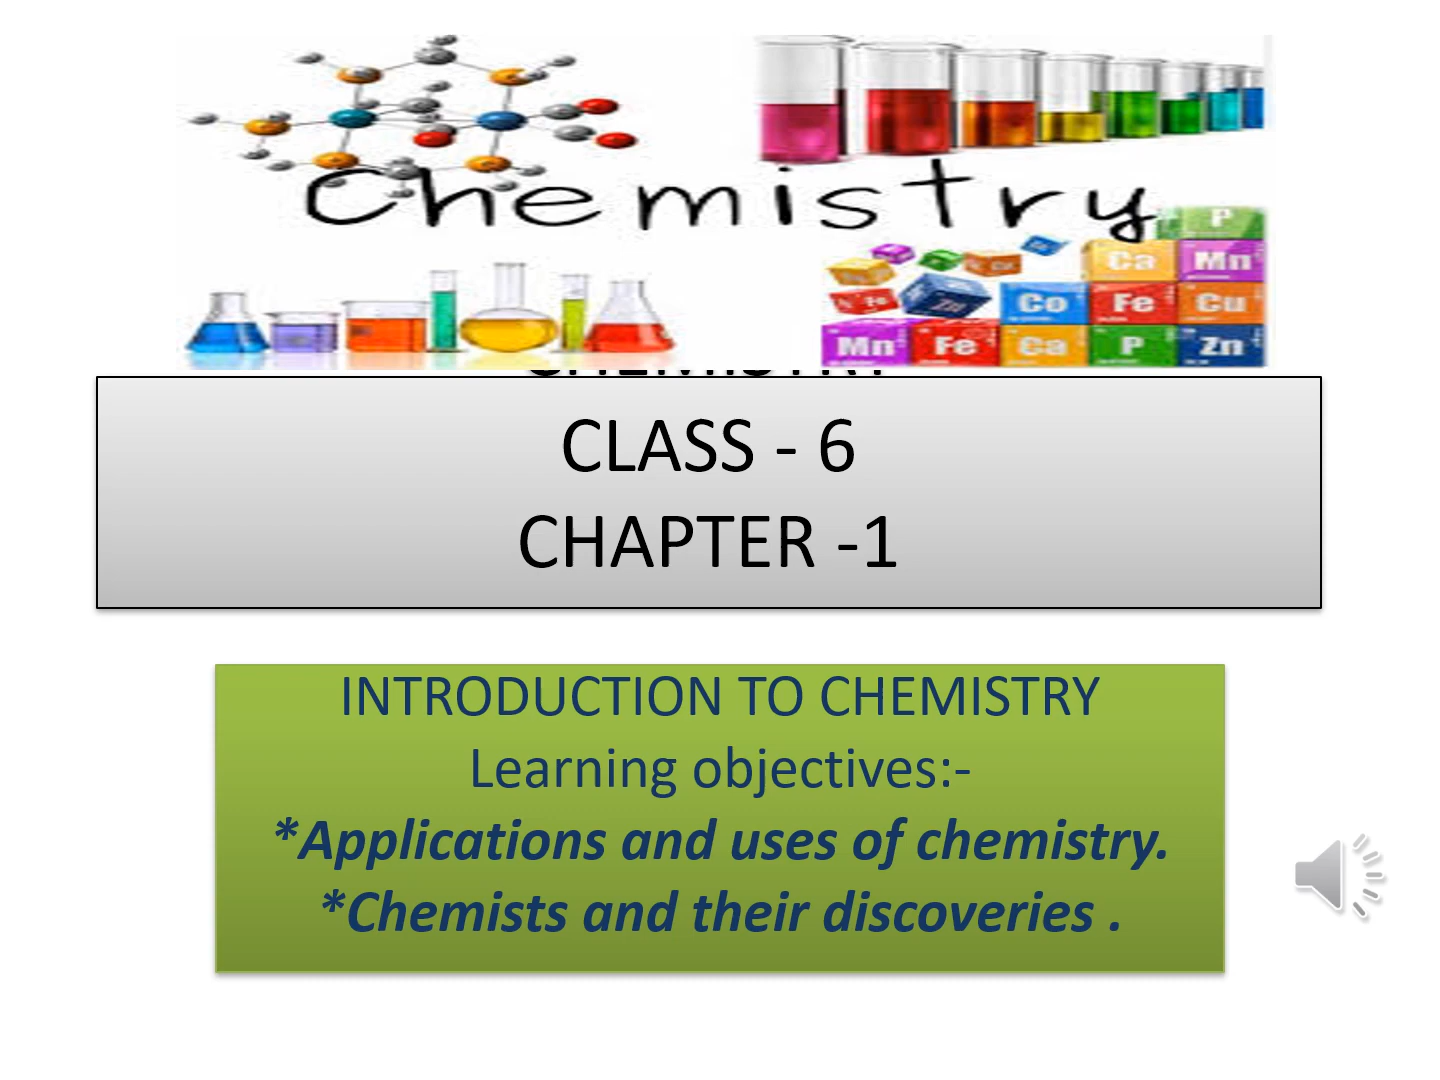 Chemistry
P
Ca Mn
Co Fe Cu
Mn Fe Ca P Zn
CHEMISTRY
CLASS - 6
CHAPTER -1
INTRODUCTION TO CHEMISTRY
Learning objectives:-
*Applications and uses of chemistry.
*Chemists and their discoveries .